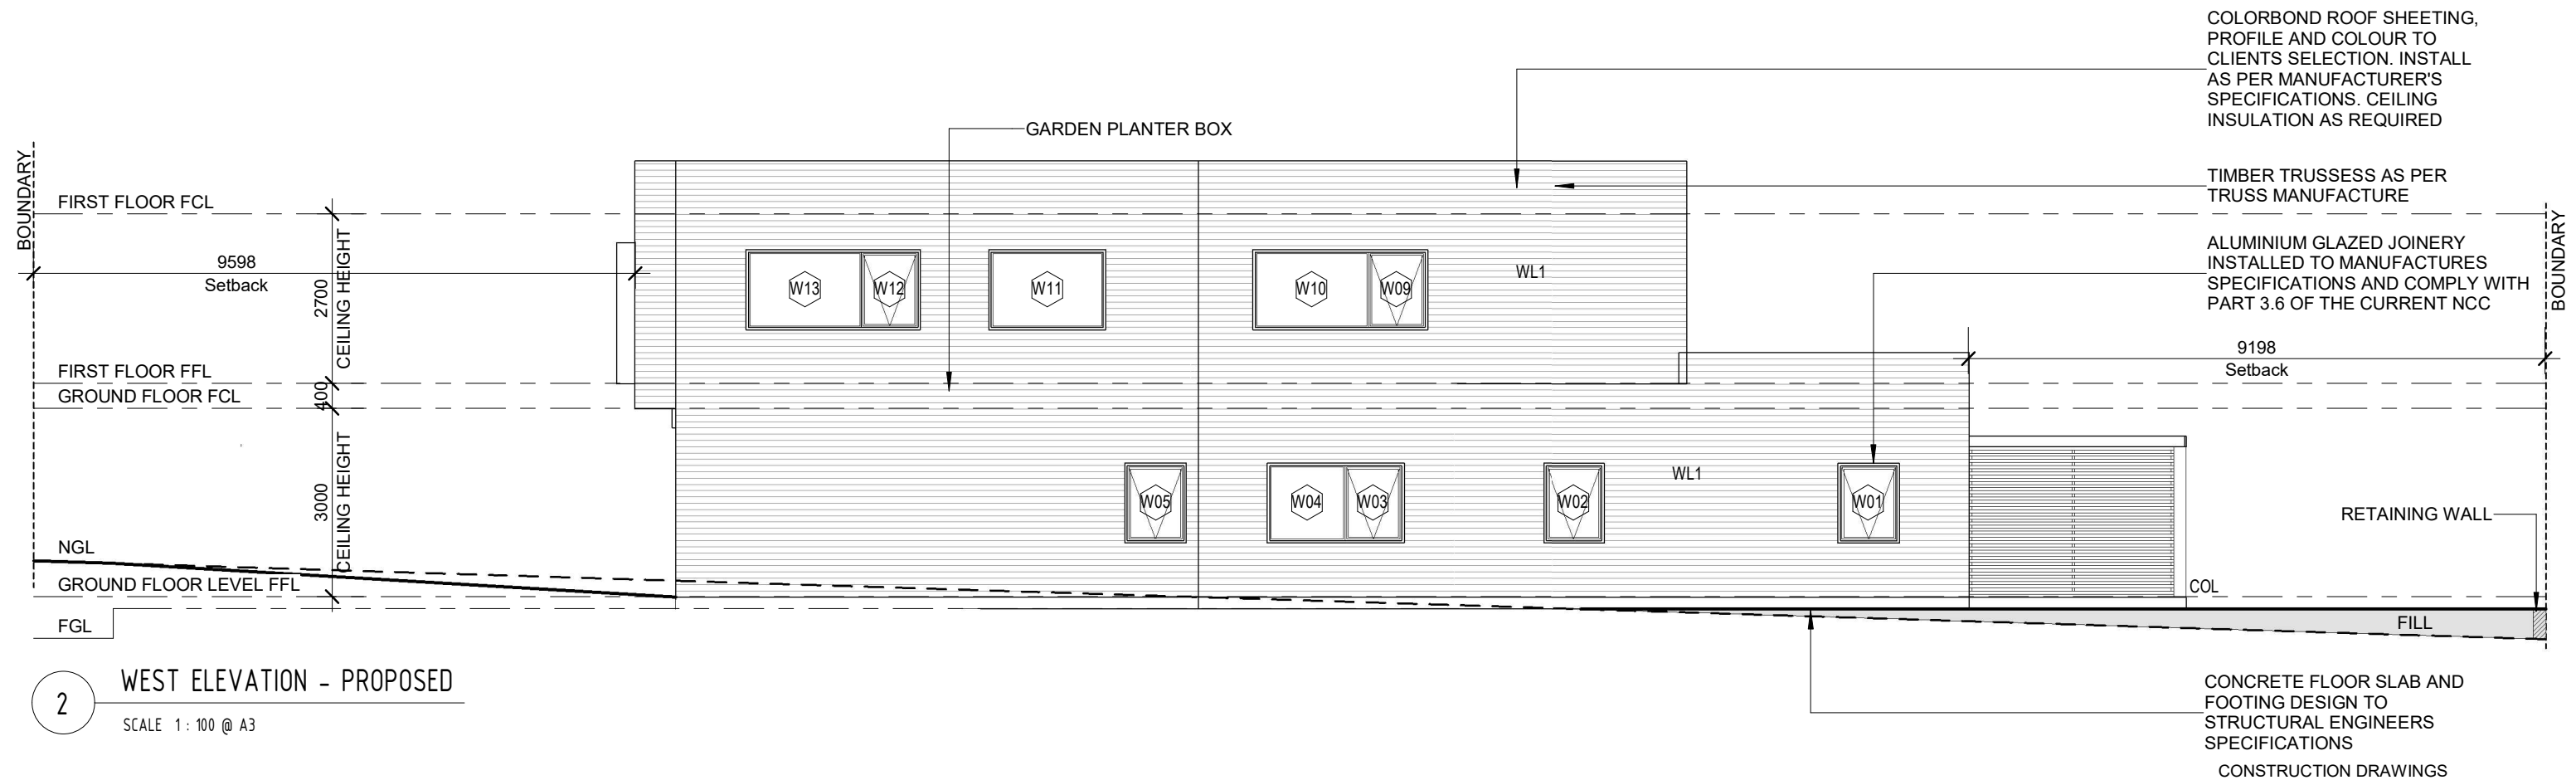 COLORBOND ROOF SHEETING,
PROFILE AND COLOUR TO
CLIENTS SELECTION. INSTALL
AS PER MANUFACTURER'S
SPECIFICATIONS. CEILING
INSULATION AS REQUIRED
GARDEN PLANTER BOX
TIMBER TRUSSESS AS PER
TRUSS MANUFACTURE
BOUNDARY
FIRST FLOOR FCL
9598
Setback
2700
CEILING HEIGHT
W13
W12
W11
W10
W09
WL1
ALUMINIUM GLAZED JOINERY
INSTALLED TO MANUFACTURES
SPECIFICATIONS AND COMPLY WITH
PART 3.6 OF THE CURRENT NCC
BOUNDARY
9198
Setback
FIRST FLOOR FFL
400
GROUND FLOOR FCL
3000
CEILING HEIGHT
W05
W04
W03
W02
WL1
W01
RETAINING WALL
NGL
GROUND FLOOR LEVEL FFL
COL
FGL
FILL
2
WEST ELEVATION - PROPOSED
SCALE 1 : 100 @ A3
CONCRETE FLOOR SLAB AND
FOOTING DESIGN TO
STRUCTURAL ENGINEERS
SPECIFICATIONS
CONSTRUCTION DRAWINGS